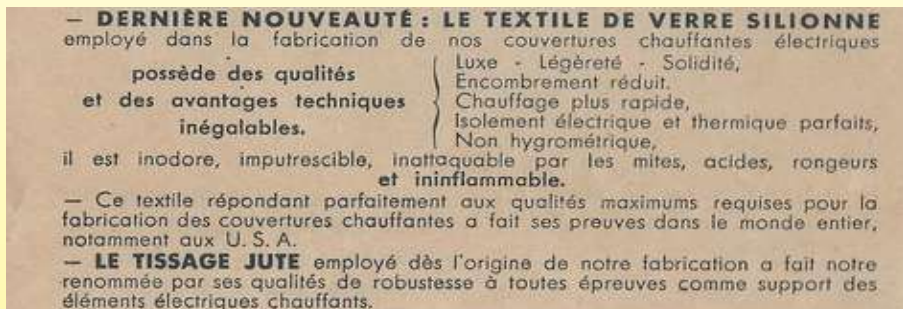 — DERNIÈRE NOUVEAUTÉ : LE TEXTILE DE VERRE SILIONNE
employé dans la fabrication de nos couvertures chauffantes électriques
possède des qualités
et des avantages techniques
inégalables.
Luxe - Légèreté - Solidité,
Encombrement réduit.
Chauffage plus rapide,
Isolement électrique et thermique parfaits,
Non hygrométrique,
il est inodore, imputrescible, inattaquable par les mites, acides, rongeurs
et ininflammable.
— Ce textile répondant parfaitement aux qualités maximums requises pour la
fabrication des couvertures chauffantes a fait ses preuves dans le monde entier,
notamment aux U. S. A.
— LE TISSAGE JUTE employé dès l'origine de notre fabrication a fait notre
renommée par ses qualités de robustesse à toutes épreuves comme support des
éléments électriques chauffants.